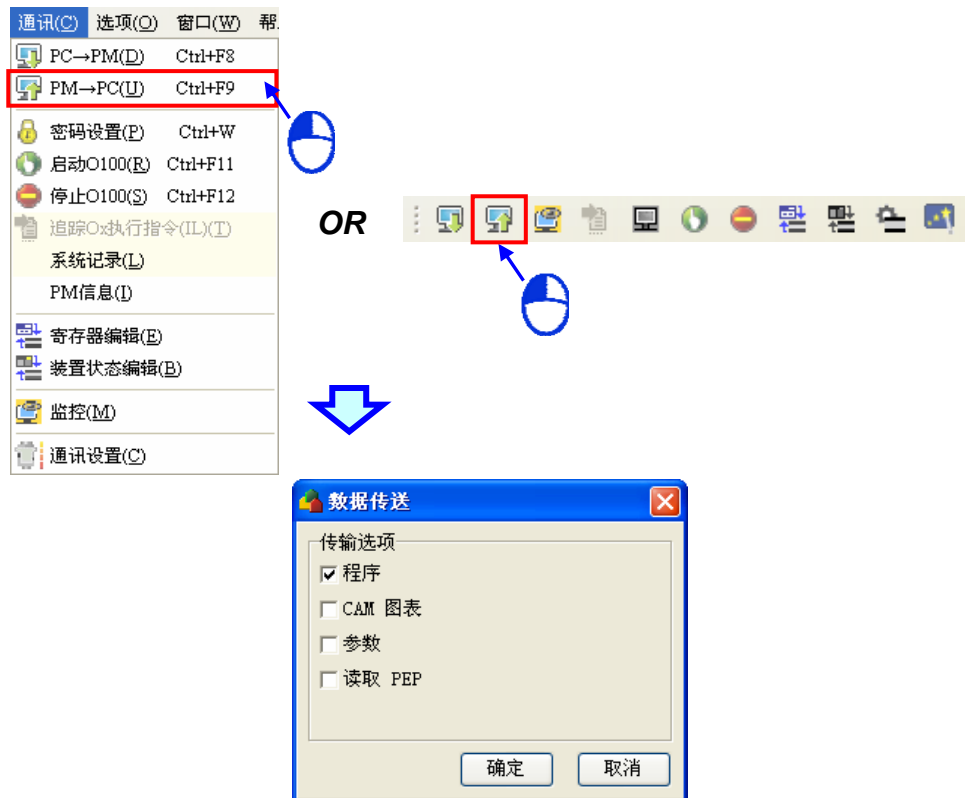 通讯(C) 选项(O) 窗口(W) 帮
PC→PM(D) Ctrl+F8
PM→PC(U) Ctrl+F9
密码设置(P) Ctrl+W
启动O100(R) Ctrl+F11
停止O100(S) Ctrl+F12
追踪Ox执行指令(IL)(T)
系统记录(L)
PM信息(I)
寄存器编辑(E)
装置状态编辑(B)
监控(M)
通讯设置(C)
OR
数据传送
传输选项
程序
CAM 图表
参数
读取 PEP
确定 取消